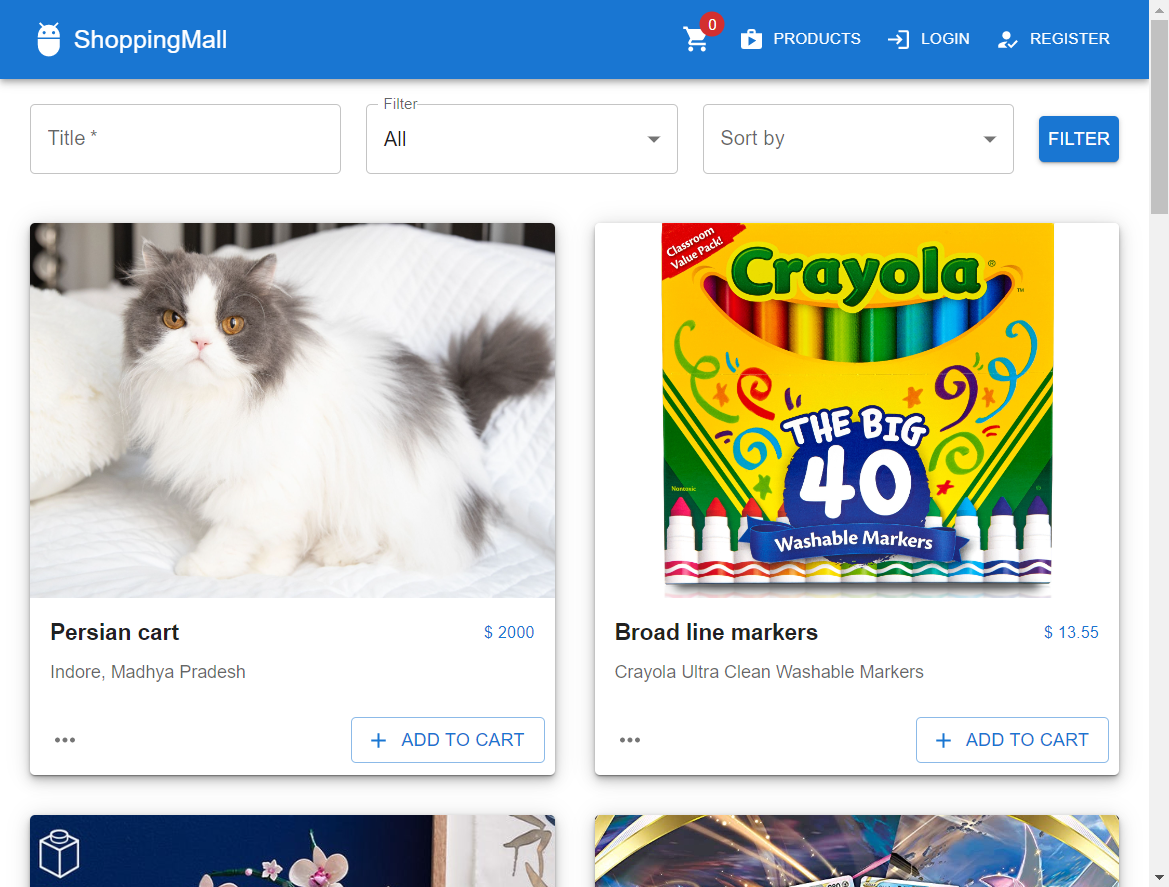 ShoppingMall
0
PRODUCTS
LOGIN
REGISTER
Title *
Filter
All
Sort by
FILTER
Classroom
Value Pack!
Crayola
THE BIG
40
Nontoxic
Washable Markers
Persian cart
$ 2000
Indore, Madhya Pradesh
ADD TO CART
Broad line markers
$ 13.55
Crayola Ultra Clean Washable Markers
ADD TO CART